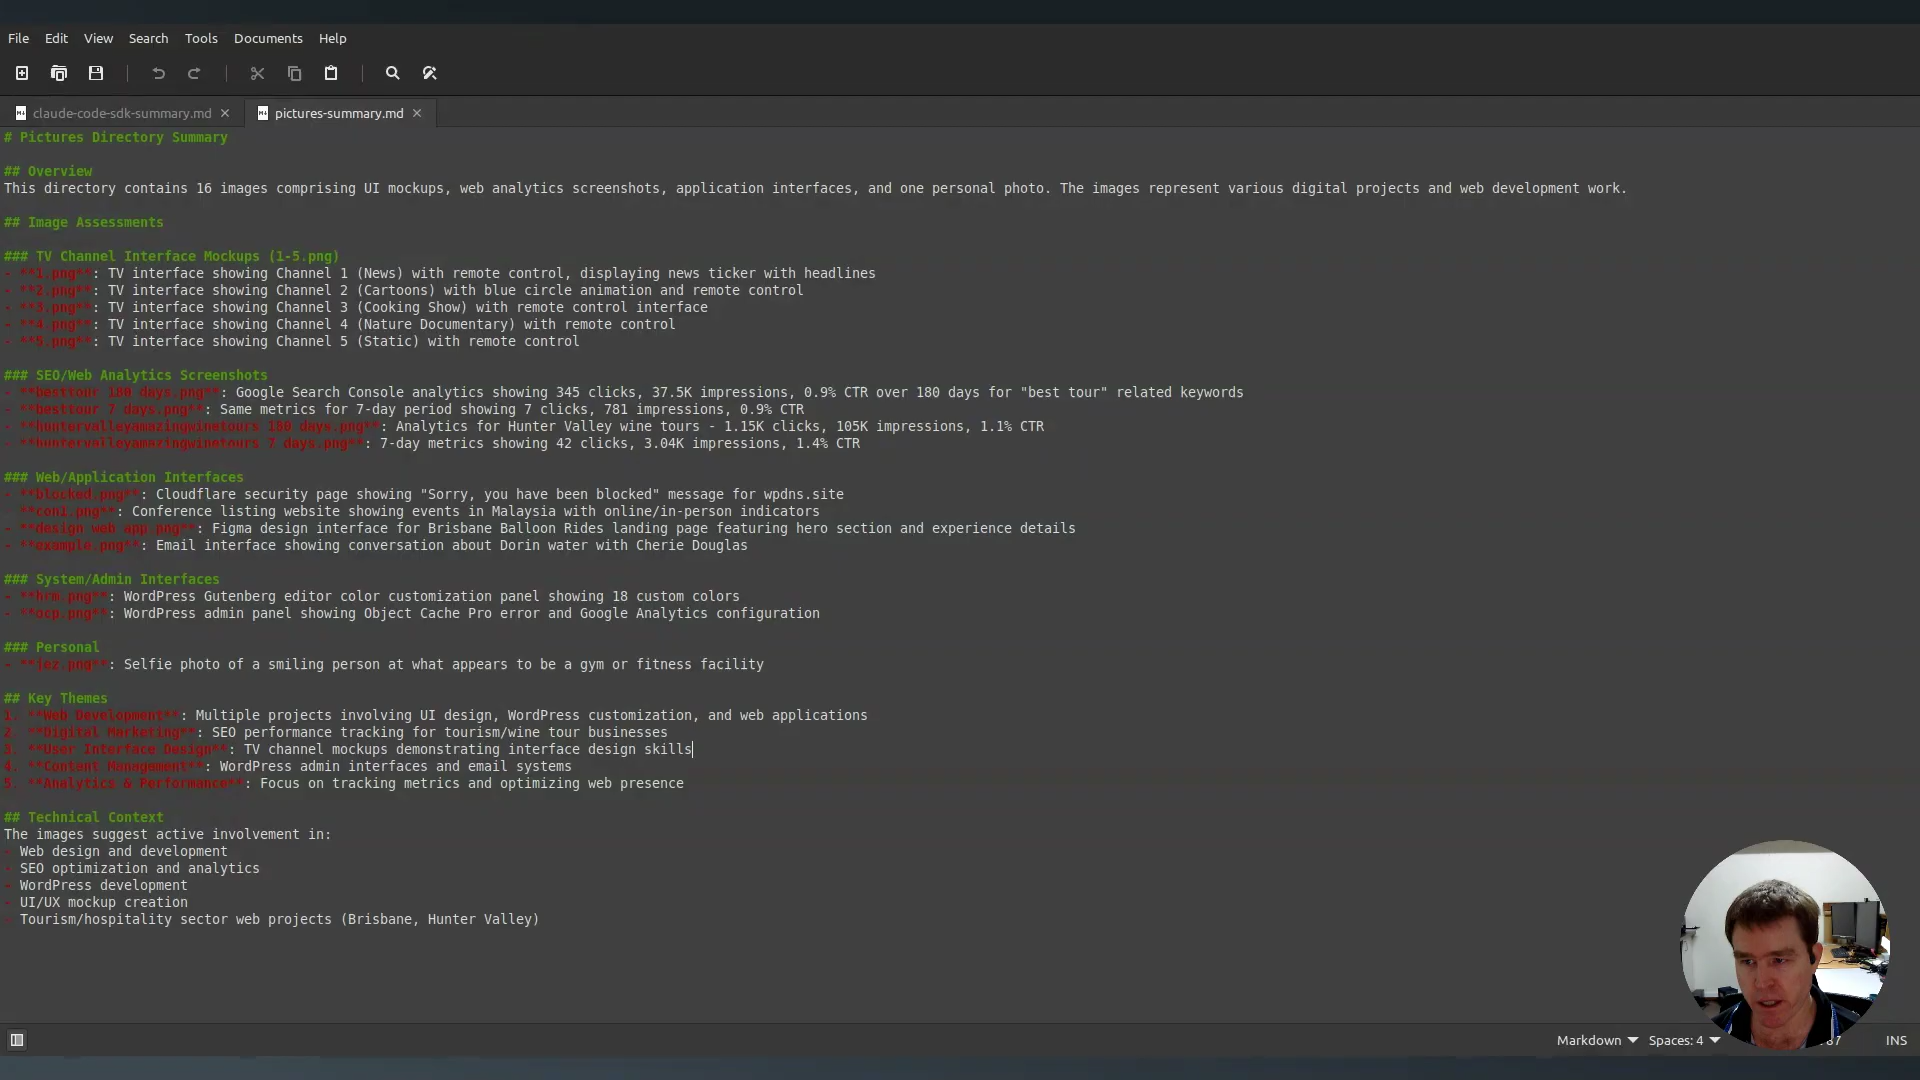 File Edit View Search Tools Documents Help
claude-code-sdk-summary.md pictures-summary.md
# Pictures Directory Summary
## Overview
This directory contains 16 images comprising UI mockups, web analytics screenshots, application interfaces, and one personal photo. The images represent various digital projects and web development work.
## Image Assessments
### TV Channel Interface Mockups (1-5.png)
- **1.png**: TV interface showing Channel 1 (News) with remote control, displaying news ticker with headlines
- **2.png**: TV interface showing Channel 2 (Cartoons) with blue circle animation and remote control
- **3.png**: TV interface showing Channel 3 (Cooking Show) with remote control interface
- **4.png**: TV interface showing Channel 4 (Nature Documentary) with remote control
- **5.png**: TV interface showing Channel 5 (Static) with remote control
### SEO/Web Analytics Screenshots
- **besttour 180 days.png**: Google Search Console analytics showing 345 clicks, 37.5K impressions, 0.9% CTR over 180 days for "best tour" related keywords
- **besttour 7 days.png**: Same metrics for 7-day period showing 7 clicks, 781 impressions, 0.9% CTR
- **huntervalleyamazingwinetours 180 days.png**: Analytics for Hunter Valley wine tours - 1.15K clicks, 105K impressions, 1.1% CTR
- **huntervalleyamazingwinetours 7 days.png**: 7-day metrics showing 42 clicks, 3.04K impressions, 1.4% CTR
### Web/Application Interfaces
- **blocked.png**: Cloudflare security page showing "Sorry, you have been blocked" message for wpdns.site
- **con1.png**: Conference listing website showing events in Malaysia with online/in-person indicators
- **design web app.png**: Figma design interface for Brisbane Balloon Rides landing page featuring hero section and experience details
- **example.png**: Email interface showing conversation about Dorin water with Cherie Douglas
### System/Admin Interfaces
- **hrm.png**: WordPress Gutenberg editor color customization panel showing 18 custom colors
- **ocp.png**: WordPress admin panel showing Object Cache Pro error and Google Analytics configuration
### Personal
- **jez.png**: Selfie photo of a smiling person at what appears to be a gym or fitness facility
## Key Themes
1. **Web Development**: Multiple projects involving UI design, WordPress customization, and web applications
2. **Digital Marketing**: SEO performance tracking for tourism/wine tour businesses
3. **User Interface Design**: TV channel mockups demonstrating interface design skills
4. **Content Management**: WordPress admin interfaces and email systems
5. **Analytics & Performance**: Focus on tracking metrics and optimizing web presence
## Technical Context
The images suggest active involvement in:
- Web design and development
- SEO optimization and analytics
- WordPress development
- UI/UX mockup creation
- Tourism/hospitality sector web projects (Brisbane, Hunter Valley)
Markdown Spaces: 4 INS